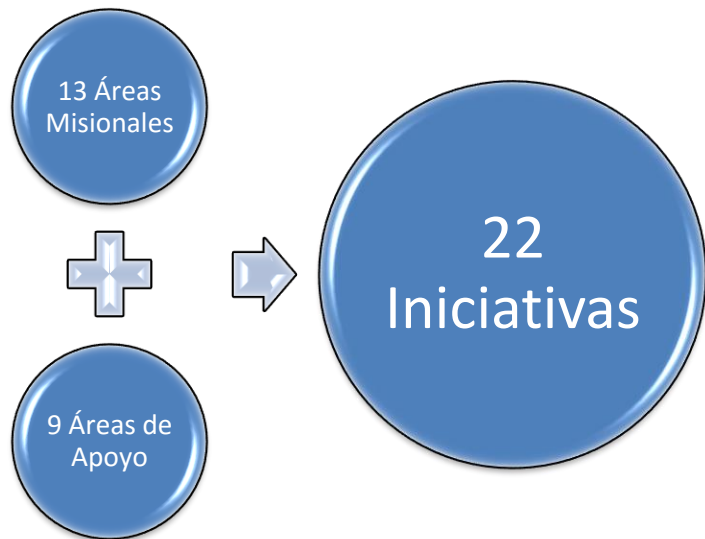 13 Áreas
Misionales
9 Áreas de
Apoyo
22
Iniciativas